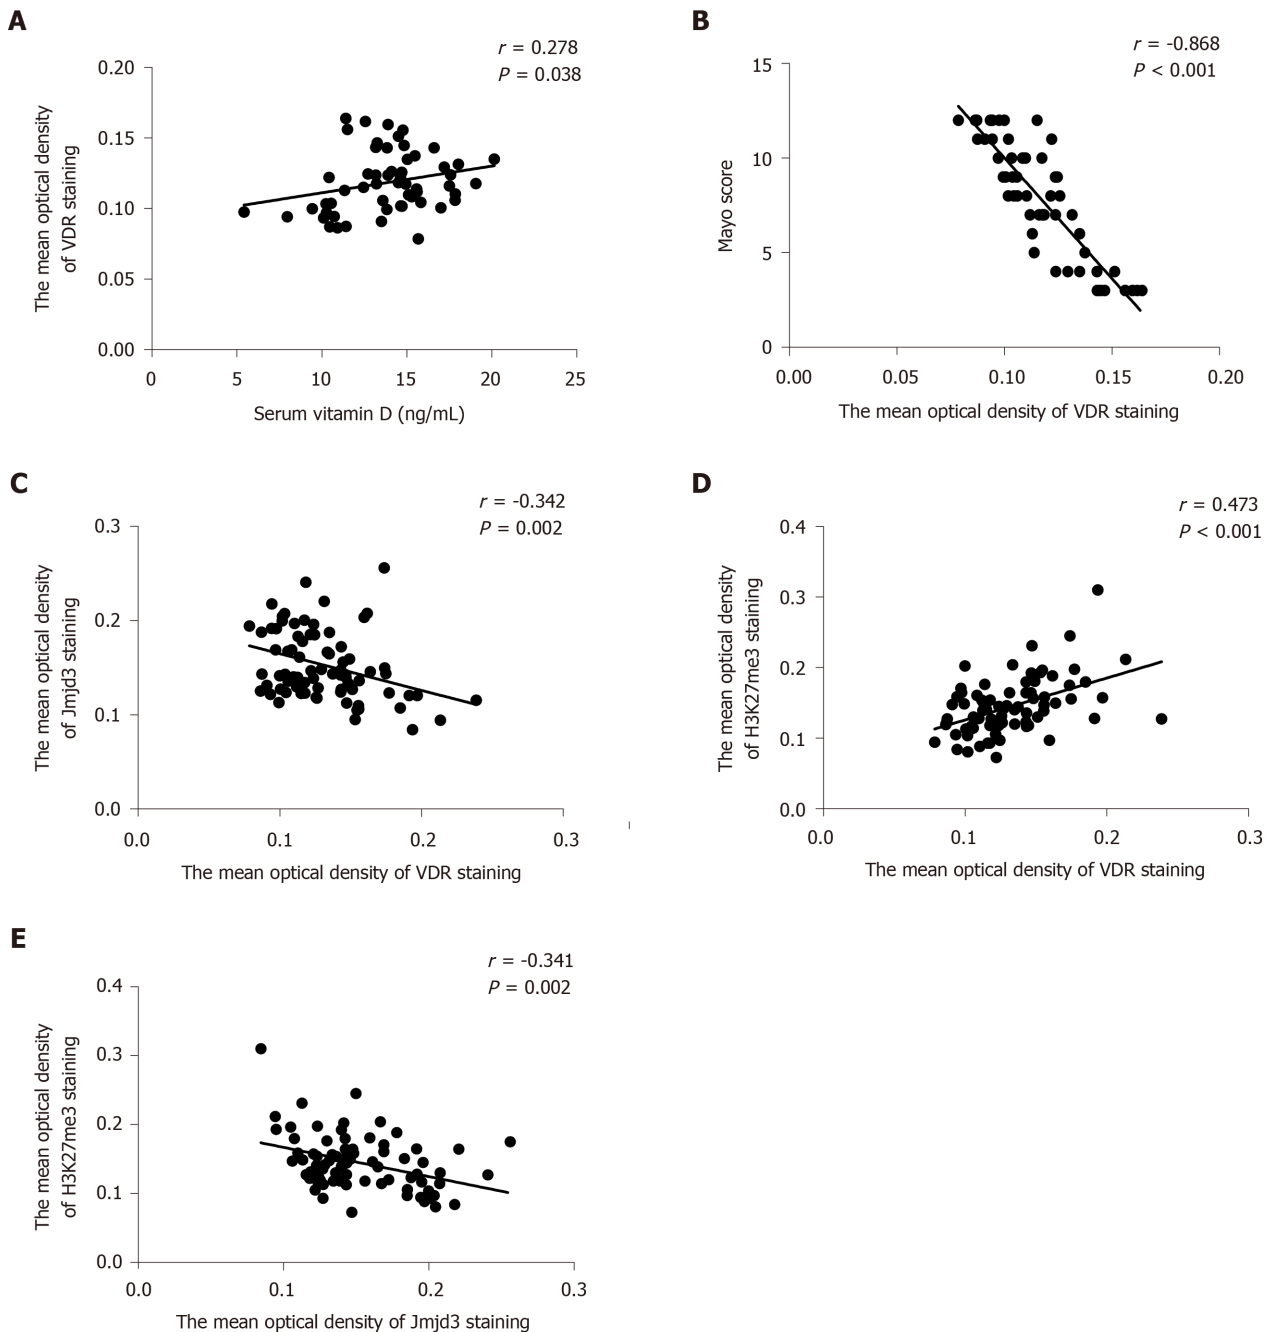 A
r = 0.278
P = 0.038
0.20
0.15
0.10
0.05
0.00
The mean optical density
of VDR staining
0 5 10 15 20 25
Serum vitamin D (ng/mL)
B
r = -0.868
P < 0.001
15
10
5
0
Mayo score
0.00 0.05 0.10 0.15 0.20
The mean optical density of VDR staining
C
r = -0.342
P = 0.002
0.3
0.2
0.1
0.0
The mean optical density
of Jmjd3 staining
0.0 0.1 0.2 0.3
The mean optical density of VDR staining
D
r = 0.473
P < 0.001
0.4
0.3
0.2
0.1
0.0
The mean optical density
of H3K27me3 staining
0.0 0.1 0.2 0.3
The mean optical density of VDR staining
E
r = -0.341
P = 0.002
0.4
0.3
0.2
0.1
0.0
The mean optical density
of H3K27me3 staining
0.0 0.1 0.2 0.3
The mean optical density of Jmjd3 staining